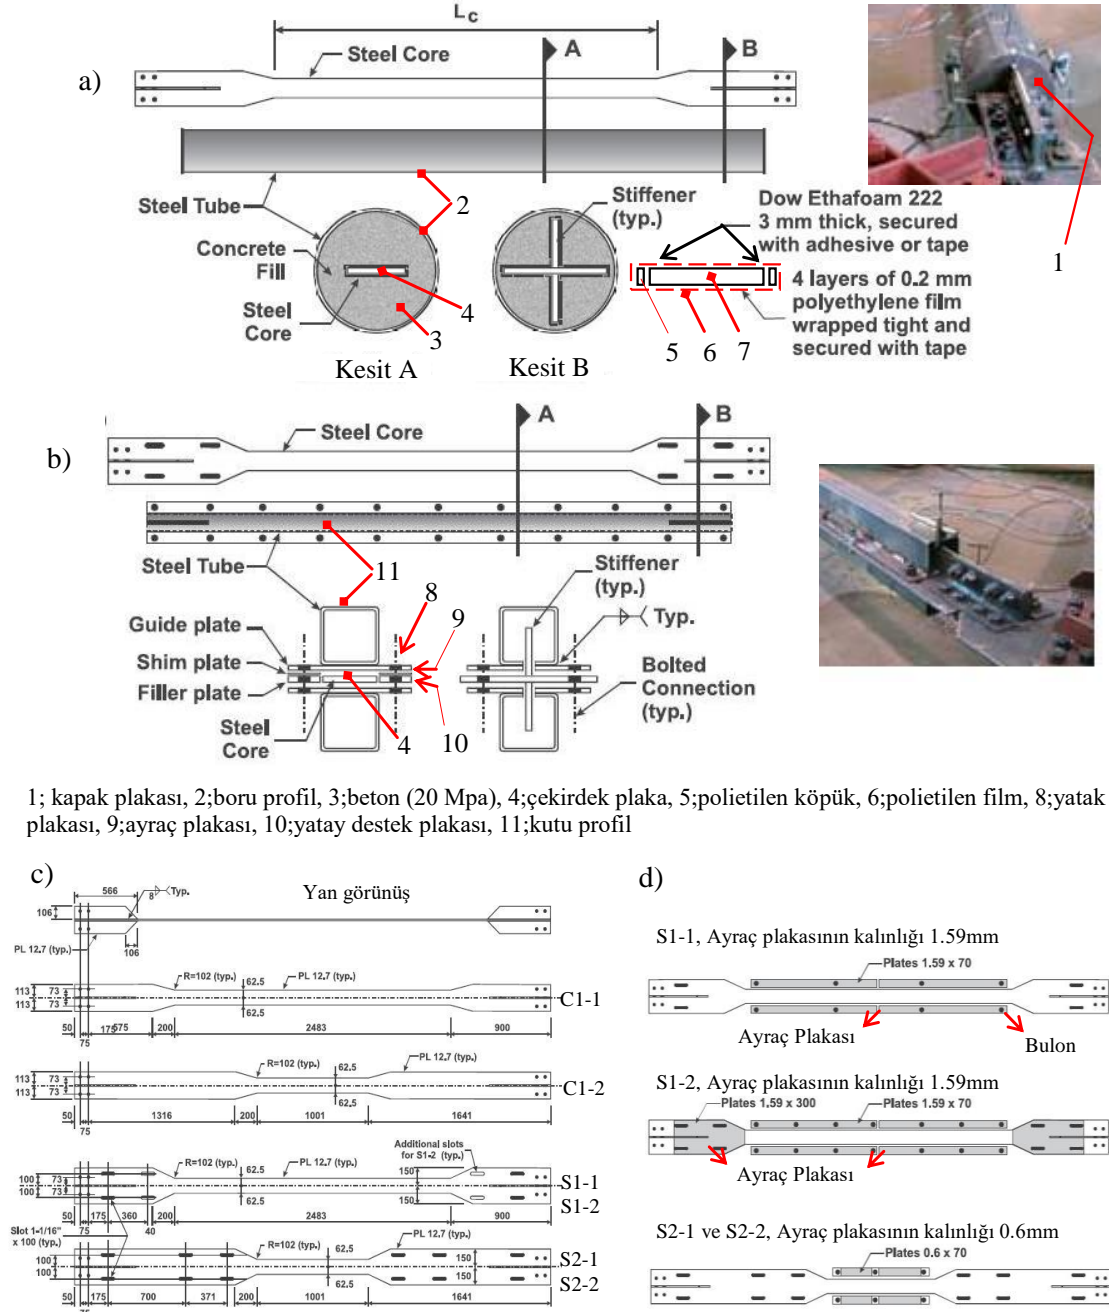 a)
L c
Steel Core
A
B
Steel Tube
2
Concrete
Fill
Steel
Core
4
3
Kesit A
Stiffener
(typ.)
Kesit B
Dow Ethafoam 222
3 mm thick, secured
with adhesive or tape
1
4 layers of 0.2 mm
polyethylene film
wrapped tight and
secured with tape
5
6
7
b)
Steel Core
A
B
Steel Tube
11
8
9
Guide plate
Shim plate
Filler plate
Steel
Core
4
10
Stiffener
(typ.)
Typ.
Bolted
Connection
(typ.)
1; kapak plakası, 2;boru profil, 3;beton (20 Mpa), 4;çekirdek plaka, 5;polietilen köpük, 6;polietilen film, 8;yatak
plakası, 9;ayraç plakası, 10;yatay destek plakası, 11;kutu profil
c)
Yan görünüş
566
8 Typ.
106
PL 12.7 (typ.)
106
R=102 (typ.)
62.5
PL 12.7 (typ.)
113
73
113
73
62.5
C1-1
50
175
675
200
2483
900
75
R=102 (typ.)
62.5
PL 12.7 (typ.)
113
73
113
73
62.5
C1-2
50
1316
200
1001
1641
75
Additional slots
for S1-2 (typ.)
R=102 (typ.)
62.5
PL 12.7 (typ.)
150
100
73
100
73
62.5
150
S1-1
S1-2
50
175
360
200
2483
900
75
40
Slot 1-1/16"
x 100 (typ.)
R=102 (typ.)
62.5
PL 12.7 (typ.)
100
100
150
150
62.5
S2-1
S2-2
50
175
700
371
200
1001
1641
75
d)
S1-1, Ayraç plakasının kalınlığı 1.59mm
Plates 1.59 x 70
Ayraç Plakası
Bulon
S1-2, Ayraç plakasının kalınlığı 1.59mm
Plates 1.59 x 300
Plates 1.59 x 70
Ayraç Plakası
S2-1 ve S2-2, Ayraç plakasının kalınlığı 0.6mm
Plates 0.6 x 70